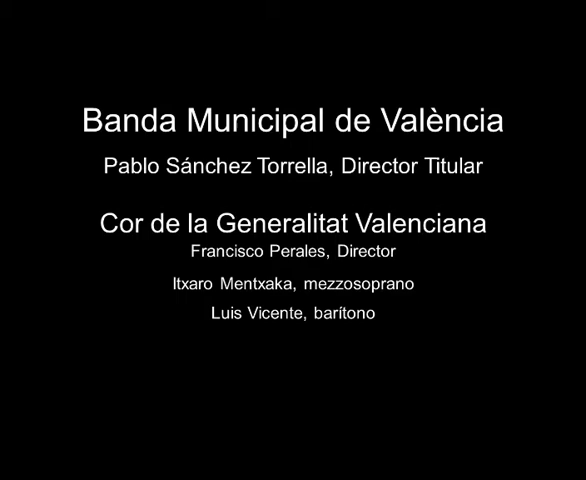 Banda Municipal de València
Pablo Sánchez Torrella, Director Titular
Cor de la Generalitat Valenciana
Francisco Perales, Director
Itxaro Mentxaka, mezzosoprano
Luis Vicente, barítono